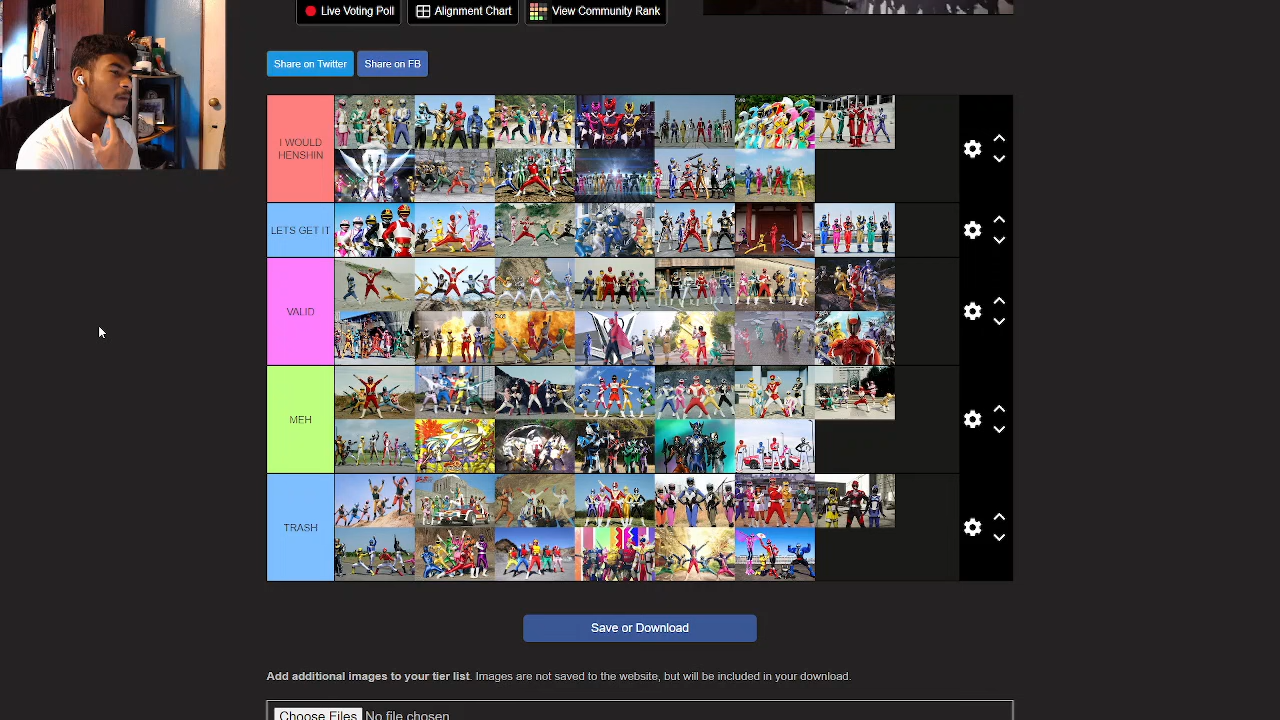 Live Voting Poll
Alignment Chart
View Community Rank
Share on Twitter
Share on FB
I WOULD
HENSHIN
LETS GET IT
VALID
MEH
TRASH
Save or Download
Add additional images to your tier list. Images are not saved to the website, but will be included in your download.
Choose Files No file chosen